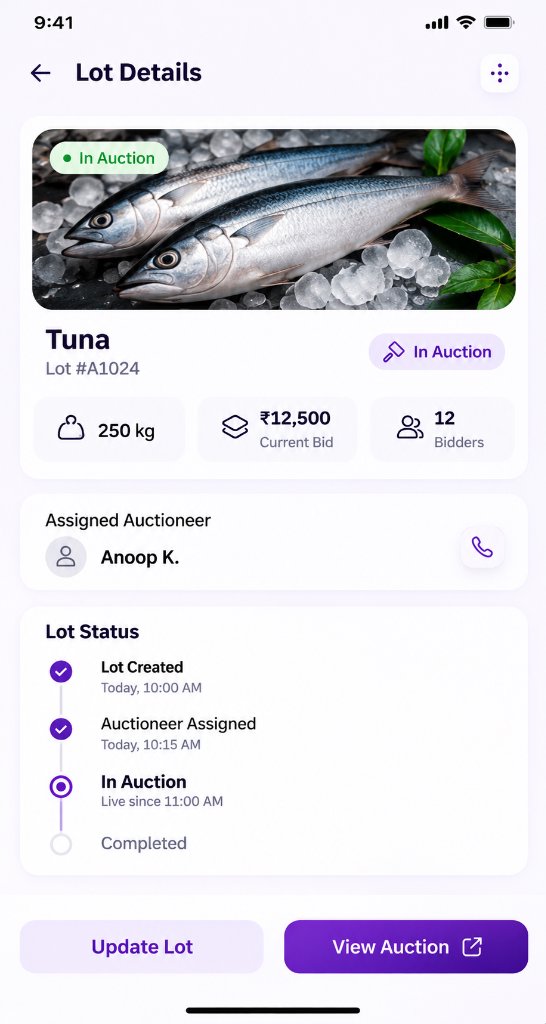 9:41
Lot Details
In Auction
Tuna
Lot #A1024
In Auction
250 kg
₹12,500
Current Bid
12
Bidders
Assigned Auctioneer
Anoop K.
Lot Status
Lot Created
Today, 10:00 AM
Auctioneer Assigned
Today, 10:15 AM
In Auction
Live since 11:00 AM
Completed
Update Lot
View Auction